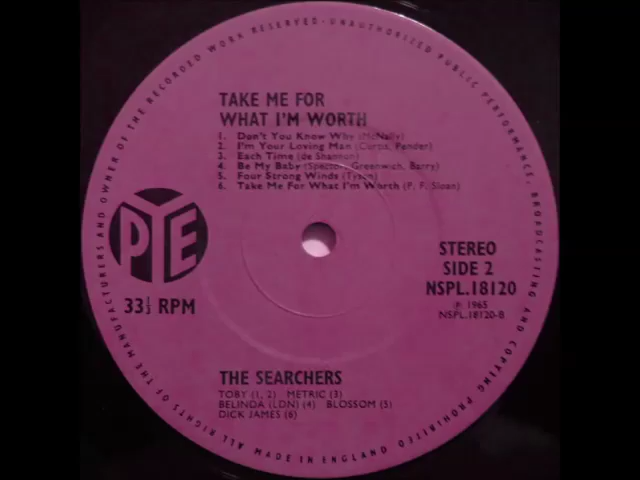 MANUFACTURERS AND OWNER OF THE RECORDED WORK RESERVED · UNAUTHORIZED PUBLIC PERFORMANCE, BROADCASTING AND COPYING PROHIBITED
ALL RIGHTS OF THE
TAKE ME FOR
WHAT I'M WORTH
1. Don't You Know Why (McNally)
2. I'm Your Loving Man (Curtis, Pender)
3. Each Time (de Shannon)
4. Be My Baby (Spector, Greenwich, Barry)
5. Four Strong Winds (Tyson)
6. Take Me For What I'm Worth (P. F. Sloan)
PYE
33⅓ RPM
STEREO
SIDE 2
NSPL.18120
℗ 1965
NSPL.18120-B
THE SEARCHERS
TOBY (1, 2) METRIC (3)
BELINDA (LDN) (4) BLOSSOM (5)
DICK JAMES (6)
MADE IN ENGLAND